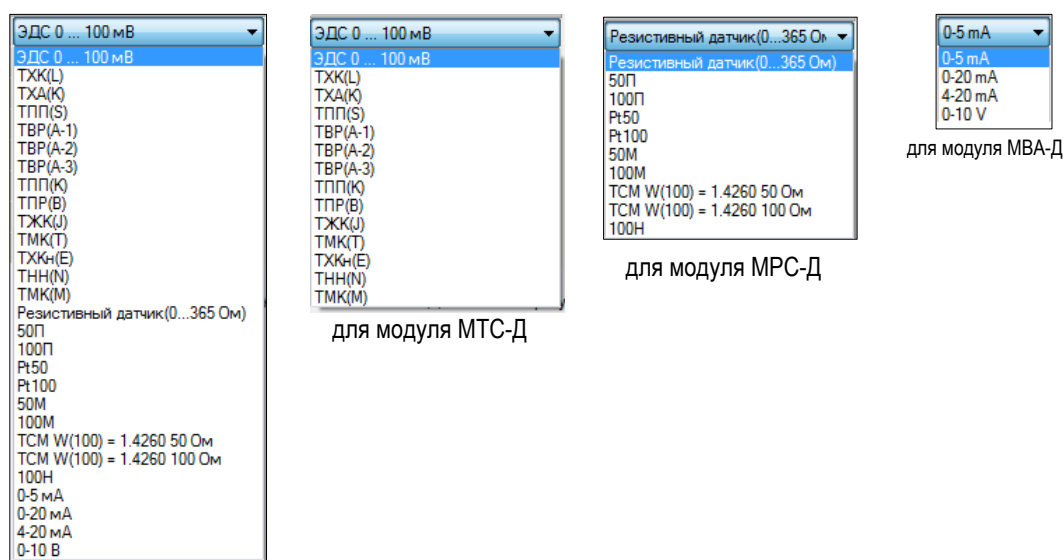 ЭДС 0 ... 100 мВ
ЭДС 0 ... 100 мВ
ТХК(L)
ТХА(K)
ТПП(S)
ТВР(А-1)
ТВР(А-2)
ТВР(А-3)
ТПП(K)
ТПР(B)
ТЖК(J)
ТМК(T)
ТХКн(E)
ТНН(N)
ТМК(M)
Резистивный датчик(0...365 Ом)
50П
100П
Pt50
Pt100
50М
100М
ТСМ W(100) = 1.4260 50 Ом
ТСМ W(100) = 1.4260 100 Ом
100Н
0-5 мА
0-20 мА
4-20 мА
0-10 В
ЭДС 0 ... 100 мВ
ЭДС 0 ... 100 мВ
ТХК(L)
ТХА(K)
ТПП(S)
ТВР(А-1)
ТВР(А-2)
ТВР(А-3)
ТПП(K)
ТПР(B)
ТЖК(J)
ТМК(T)
ТХКн(E)
ТНН(N)
ТМК(M)
для модуля МТС-Д
Резистивный датчик(0...365 Ом
Резистивный датчик(0...365 Ом)
50П
100П
Pt50
Pt100
50М
100М
ТСМ W(100) = 1.4260 50 Ом
ТСМ W(100) = 1.4260 100 Ом
100Н
для модуля МРС-Д
0-5 mA
0-5 mA
0-20 mA
4-20 mA
0-10 V
для модуля МВА-Д